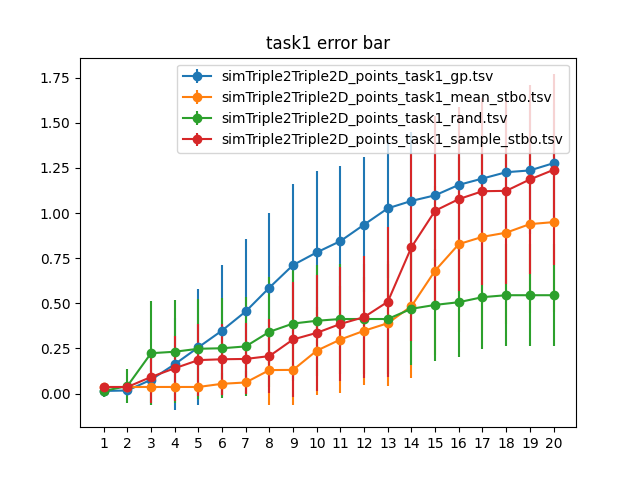 task1 error bar
simTriple2Triple2D_points_task1_gp.tsv
simTriple2Triple2D_points_task1_mean_stbo.tsv
simTriple2Triple2D_points_task1_rand.tsv
simTriple2Triple2D_points_task1_sample_stbo.tsv
1.75
1.50
1.25
1.00
0.75
0.50
0.25
0.00
1 2 3 4 5 6 7 8 9 10 11 12 13 14 15 16 17 18 19 20